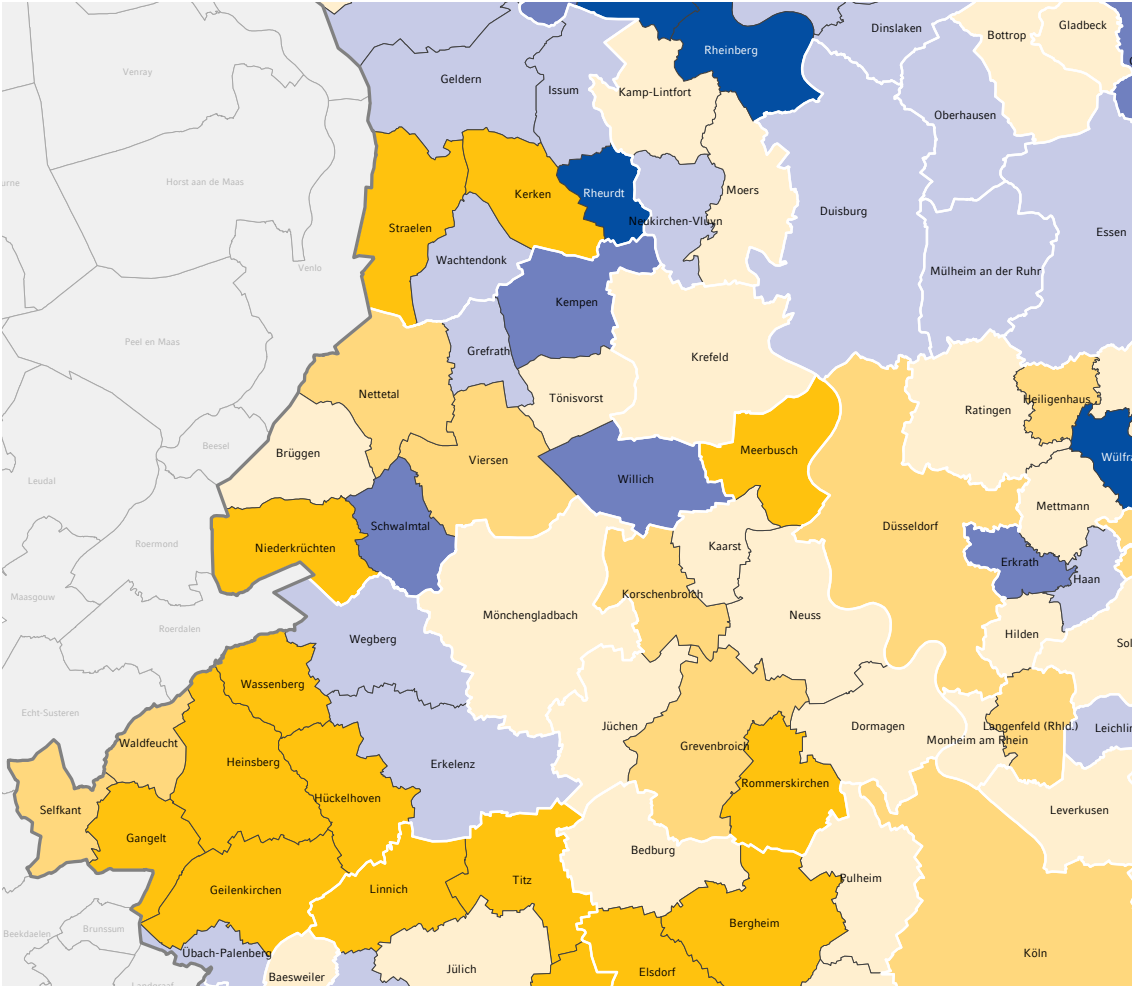 Dinslaken
Gladbeck
Bottrop
Rheinberg
Venray
Geldern
Issum
Kamp-Lintfort
Oberhausen
Horst aan de Maas
Kerken
Rheurdt
Moers
Duisburg
Neukirchen-Vluyn
Straelen
Essen
Wachtendonk
Venlo
Mülheim an der Ruhr
Kempen
Peel en Maas
Grefrath
Krefeld
Nettetal
Tönisvorst
Heiligenhaus
Ratingen
Beesel
Brüggen
Meerbusch
Viersen
Wülfra
Leudal
Willich
Mettmann
Schwalmtal
Düsseldorf
Roermond
Niederkrüchten
Kaarst
Erkrath
Haan
Maasgouw
Korschenbroich
Mönchengladbach
Neuss
Roerdalen
Wegberg
Hilden
Sol
Wassenberg
Echt-Susteren
Jüchen
Dormagen
Langenfeld (Rhld.)
Leichlin
Monheim am Rhein
Waldfeucht
Grevenbroich
Heinsberg
Erkelenz
Rommerskirchen
Hückelhoven
Selfkant
Leverkusen
Gangelt
Bedburg
Pulheim
Titz
Geilenkirchen
Linnich
Bergheim
Brunssum
Beekdaelen
Übach-Palenberg
Köln
Jülich
Elsdorf
Baesweiler